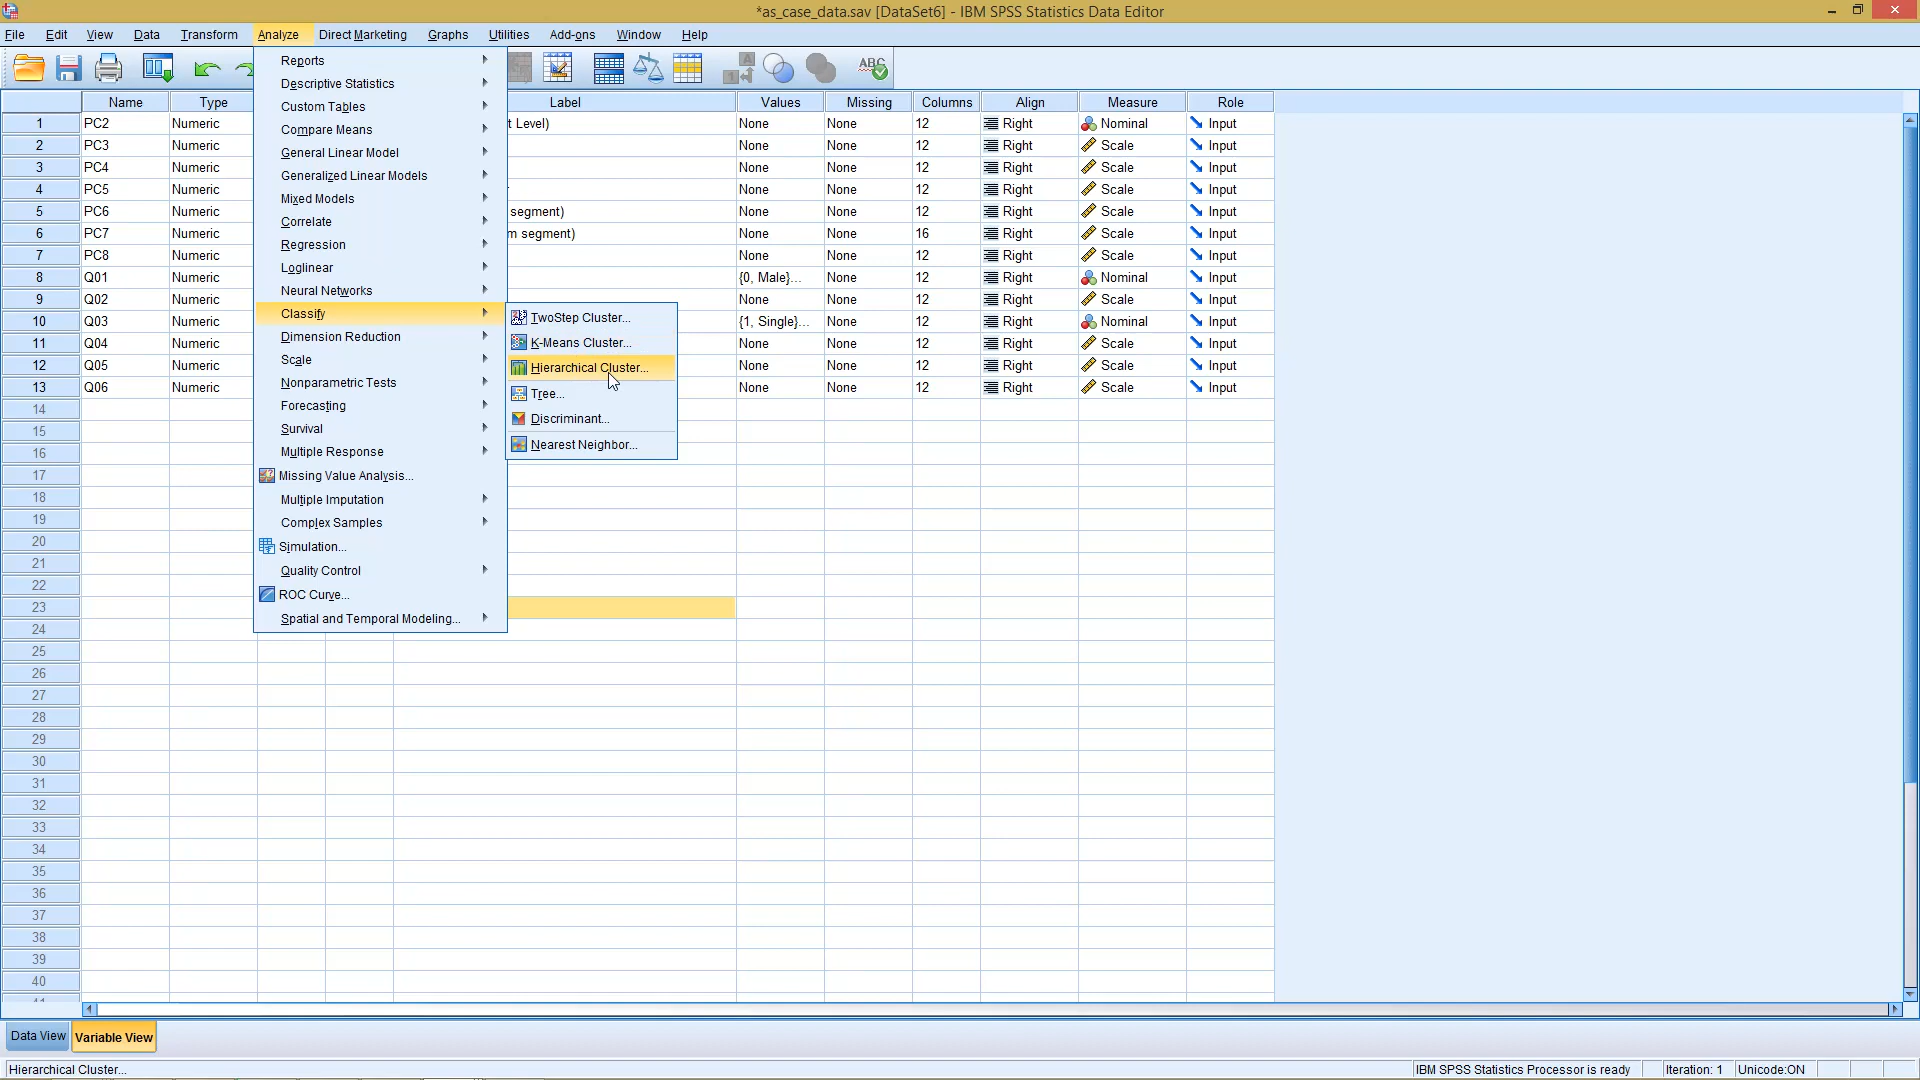 *as_case_data.sav [DataSet6] - IBM SPSS Statistics Data Editor
File Edit View Data Transform Analyze Direct Marketing Graphs Utilities Add-ons Window Help
Name Type Label Values Missing Columns Align Measure Role
1 PC2 Numeric t Level) None None 12 Right Nominal Input
2 PC3 Numeric None None 12 Right Scale Input
3 PC4 Numeric None None 12 Right Scale Input
4 PC5 Numeric None None 12 Right Scale Input
5 PC6 Numeric segment) None None 12 Right Scale Input
6 PC7 Numeric m segment) None None 16 Right Scale Input
7 PC8 Numeric None None 12 Right Scale Input
8 Q01 Numeric {0, Male}... None 12 Right Nominal Input
9 Q02 Numeric None None 12 Right Scale Input
10 Q03 Numeric {1, Single}... None 12 Right Nominal Input
11 Q04 Numeric None None 12 Right Scale Input
12 Q05 Numeric None None 12 Right Scale Input
13 Q06 Numeric None None 12 Right Scale Input
14
15
16
17
18
19
20
21
22
23
24
25
26
27
28
29
30
31
32
33
34
35
36
37
38
39
40
Reports
Descriptive Statistics
Custom Tables
Compare Means
General Linear Model
Generalized Linear Models
Mixed Models
Correlate
Regression
Loglinear
Neural Networks
Classify
Dimension Reduction
Scale
Nonparametric Tests
Forecasting
Survival
Multiple Response
Missing Value Analysis...
Multiple Imputation
Complex Samples
Simulation...
Quality Control
ROC Curve...
Spatial and Temporal Modeling...
TwoStep Cluster...
K-Means Cluster...
Hierarchical Cluster...
Tree...
Discriminant...
Nearest Neighbor...
Data View Variable View
Hierarchical Cluster... IBM SPSS Statistics Processor is ready Iteration: 1 Unicode:ON